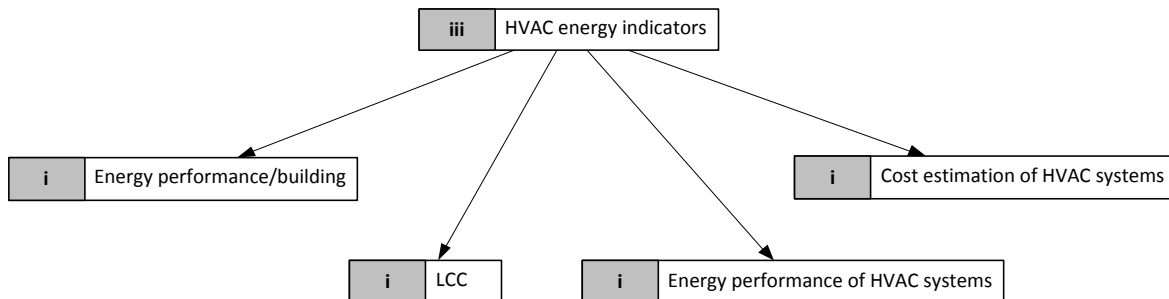 iii HVAC energy indicators
i Energy performance/building
i Cost estimation of HVAC systems
i LCC
i Energy performance of HVAC systems